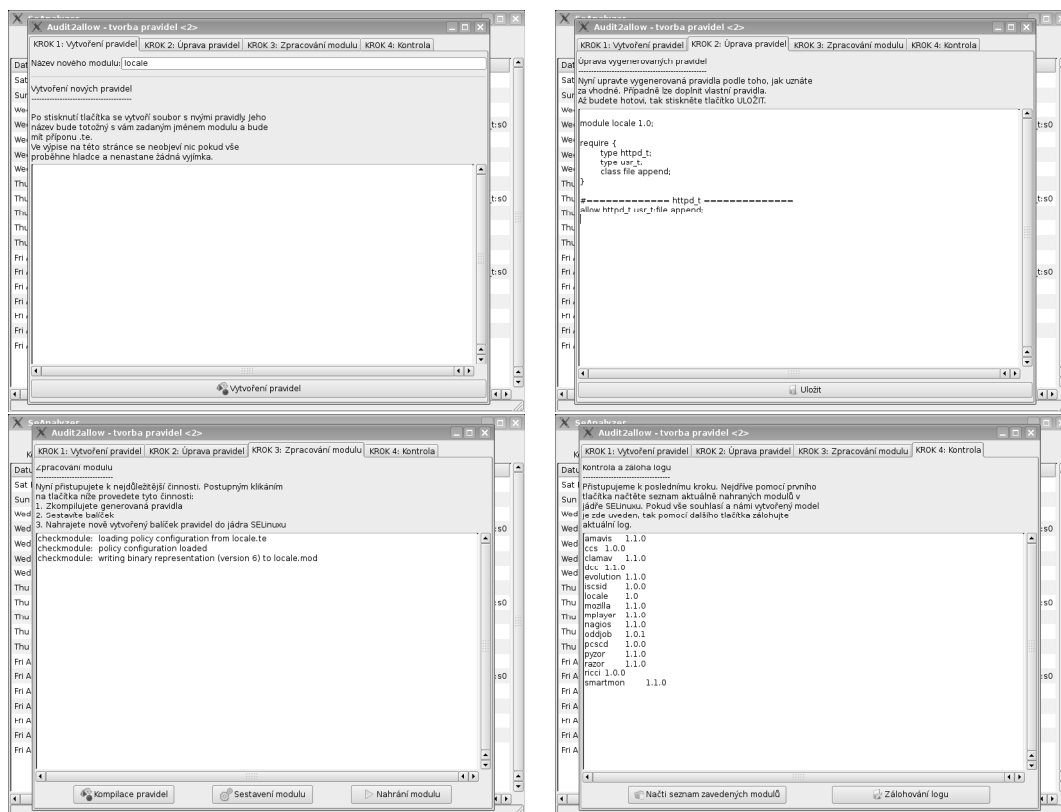 SeAnalyzer
Audit2allow - tvorba pravidel <2>
KROK 1: Vytvoření pravidel KROK 2: Úprava pravidel KROK 3: Zpracování modulu KROK 4: Kontrola
Název nového modulu: locale
Vytvoření nových pravidel
--------------------------------
Po stisknutí tlačítka se vytvoří soubor s nvými pravidly Jeho
název bude totožný s vám zadaným jménem modulu a bude
mít příponu .te.
Ve výpise na této stránce se neobjeví nic pokud vše
proběhne hladce a nenastane žádná vyjímka.
Vytvoření pravidel
Audit2allow - tvorba pravidel <2>
KROK 1: Vytvoření pravidel KROK 2: Úprava pravidel KROK 3: Zpracování modulu KROK 4: Kontrola
Úprava vygenerovaných pravidel
Nyní upravte vygenerovaná pravidla podle toho, jak uznáte
za vhodné. Případně lze doplnit vlastní pravidla.
Až budete hotovi, tak stiskněte tlačítko ULOŽIT.
module locale 1.0;
require {
type httpd_t;
type usr_t;
class file append;
}
#============= httpd_t ==============
allow httpd_t usr_t:file append;
Uložit
SeAnalyzer
Audit2allow - tvorba pravidel <2>
KROK 1: Vytvoření pravidel KROK 2: Úprava pravidel KROK 3: Zpracování modulu KROK 4: Kontrola
Zpracování modulu
Nyní přistupujete k nejdůležitější činnosti. Postupným klikáním
na tlačítka níže provedete tyto činnosti:
1. Zkompilujete generovaná pravidla
2. Sestavíte balíček
3. Nahrajete nově vytvořený balíček pravidel do jádra SELinuxu
checkmodule: loading policy configuration from locale.te
checkmodule: policy configuration loaded
checkmodule: writing binary representation (version 6) to locale.mod
Kompilace pravidel Sestavení modulu Nahrání modulu
SeAnalyzer
Audit2allow - tvorba pravidel <2>
KROK 1: Vytvoření pravidel KROK 2: Úprava pravidel KROK 3: Zpracování modulu KROK 4: Kontrola
Kontrola a záloha logu
Přistupujeme k poslednímu kroku. Nejdříve pomocí prvního
tlačítka načtěte seznam aktuálně nahraných modulů v
jádře SELinuxu. Pokud vše souhlasí a námi vytvořený model
je zde uveden, tak pomocí dalšího tlačítka zálohujte
aktuální log.
amavis 1.1.0
ccs 1.0.0
clamav 1.1.0
dcc 1.1.0
evolution 1.1.0
iscsid 1.0.0
locale 1.0
mozilla 1.1.0
mplayer 1.1.0
nagios 1.1.0
oddjob 1.0.1
pcscd 1.0.0
pyzor 1.1.0
razor 1.1.0
ricci 1.0.0
smartmon 1.1.0
Načti seznam zavedených modulů Zálohování logu